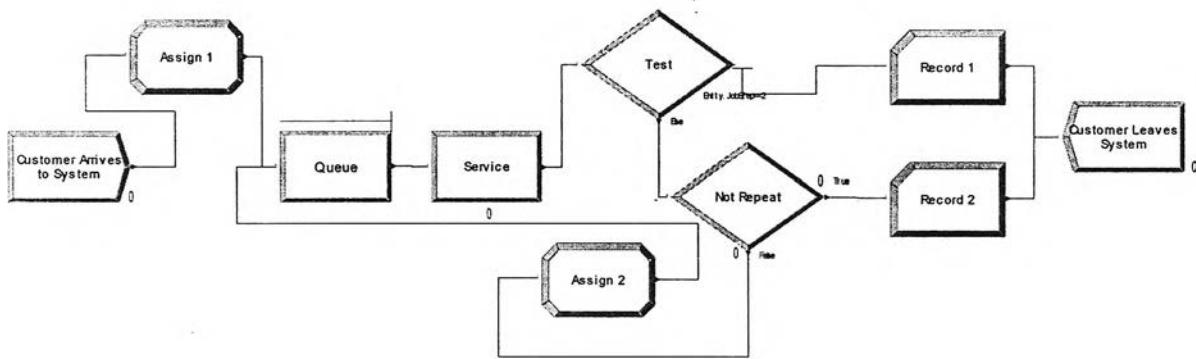 Assign 1
Customer Arrives
to System
0
Queue
Service
0
Test
Entity. JobStep==2
Else
Not Repeat
0 True
0
False
Assign 2
Record 1
Record 2
Customer Leaves
System
0